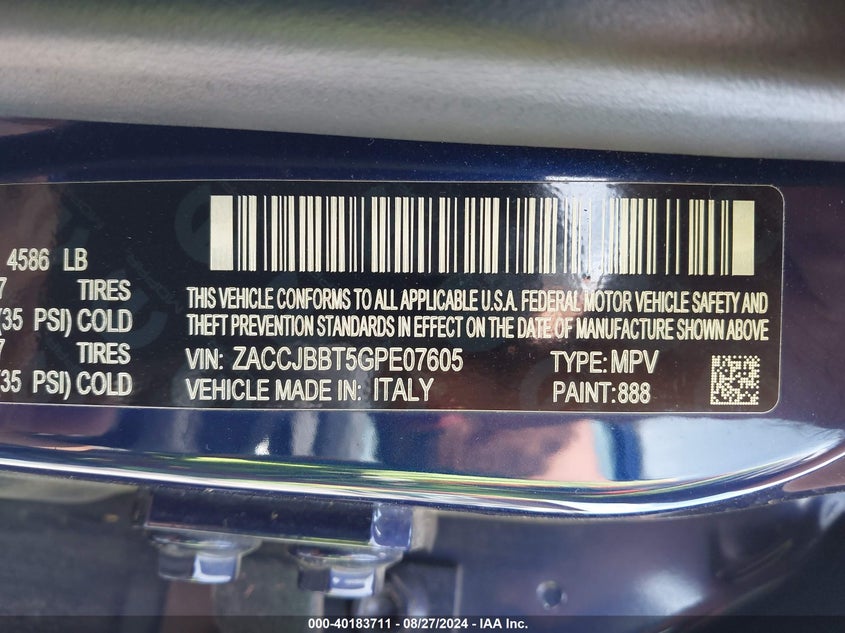 4586 LB
7 TIRES
(35 PSI) COLD
7 TIRES
(35 PSI) COLD
THIS VEHICLE CONFORMS TO ALL APPLICABLE U.S.A. FEDERAL MOTOR VEHICLE SAFETY AND
THEFT PREVENTION STANDARDS IN EFFECT ON THE DATE OF MANUFACTURE SHOWN ABOVE
VIN: ZACCJBBT5GPE07605 TYPE: MPV
VEHICLE MADE IN: ITALY PAINT: 888
000-40183711 - 08/27/2024 - IAA Inc.